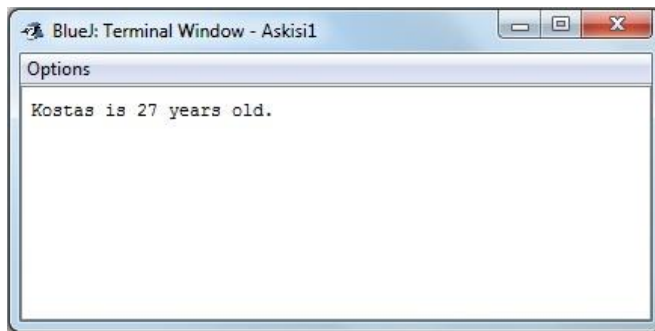 BlueJ: Terminal Window - Askisi1
Options
Kostas is 27 years old.